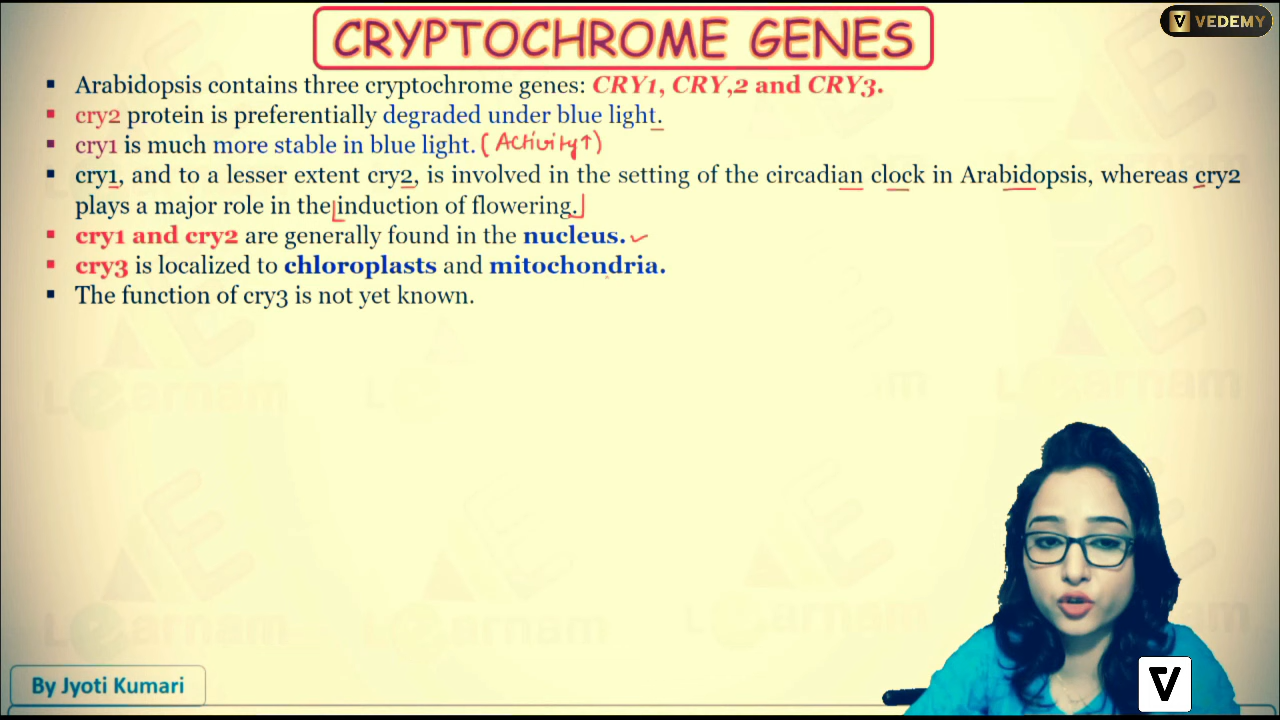 VEDEMY
CRYPTOCHROME GENES
▪ Arabidopsis contains three cryptochrome genes: CRY1, CRY,2 and CRY3.
▪ cry2 protein is preferentially degraded under blue light.
▪ cry1 is much more stable in blue light. (Activity↑)
▪ cry1, and to a lesser extent cry2, is involved in the setting of the circadian clock in Arabidopsis, whereas cry2
plays a major role in the induction of flowering.
▪ cry1 and cry2 are generally found in the nucleus.
▪ cry3 is localized to chloroplasts and mitochondria.
▪ The function of cry3 is not yet known.
Learnam
Learnam
Learnam
Learnam
By Jyoti Kumari